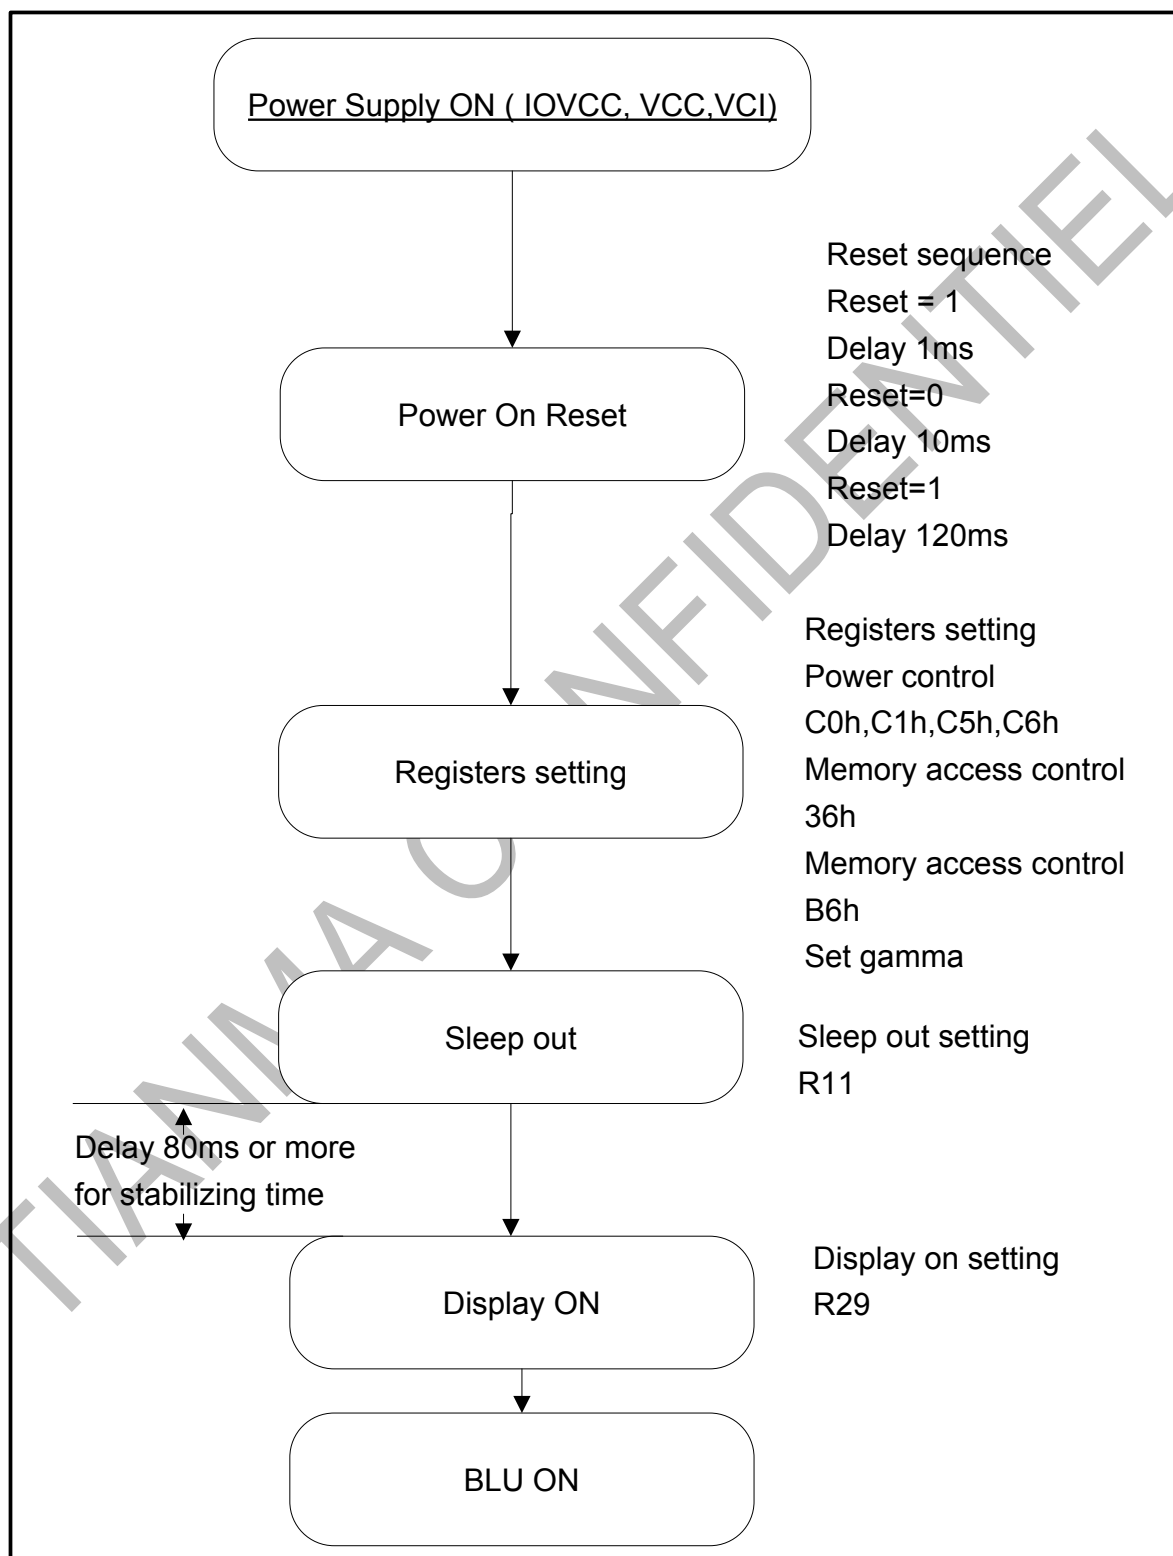 Power Supply ON ( IOVCC, VCC,VCI)
Reset sequence
Reset = 1
Delay 1ms
Reset=0
Delay 10ms
Reset=1
Delay 120ms
Power On Reset
Registers setting
Power control
C0h,C1h,C5h,C6h
Memory access control
36h
Memory access control
B6h
Set gamma
Registers setting
Sleep out
Sleep out setting
R11
Delay 80ms or more
for stabilizing time
Display ON
Display on setting
R29
BLU ON
TIANMA CONFIDENTIEL